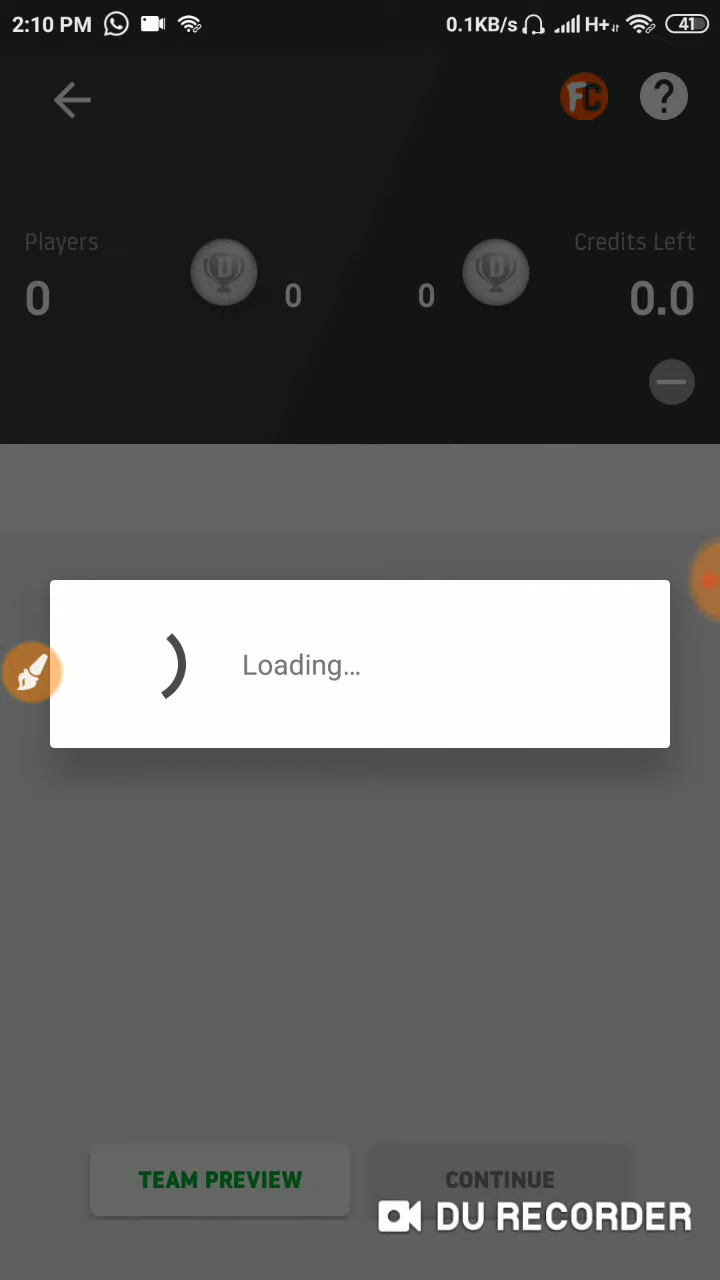 2:10 PM 0.1KB/s H+ 41
FC ?
Players Credits Left
D D
0 0 0 0.0
Loading...
TEAM PREVIEW CONTINUE
DU RECORDER